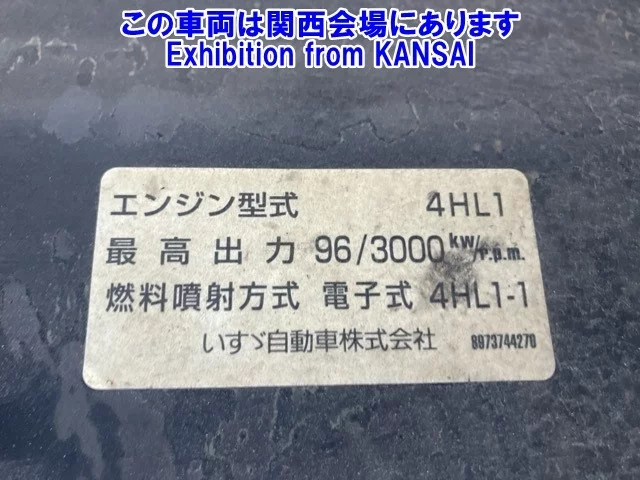 この車両は関西会場にあります
Exhibition from KANSAI
エンジン型式 4HL1
最高出力 96/3000 kw/r.p.m.
燃料噴射方式 電子式 4HL1-1
いすゞ自動車株式会社 8973744270